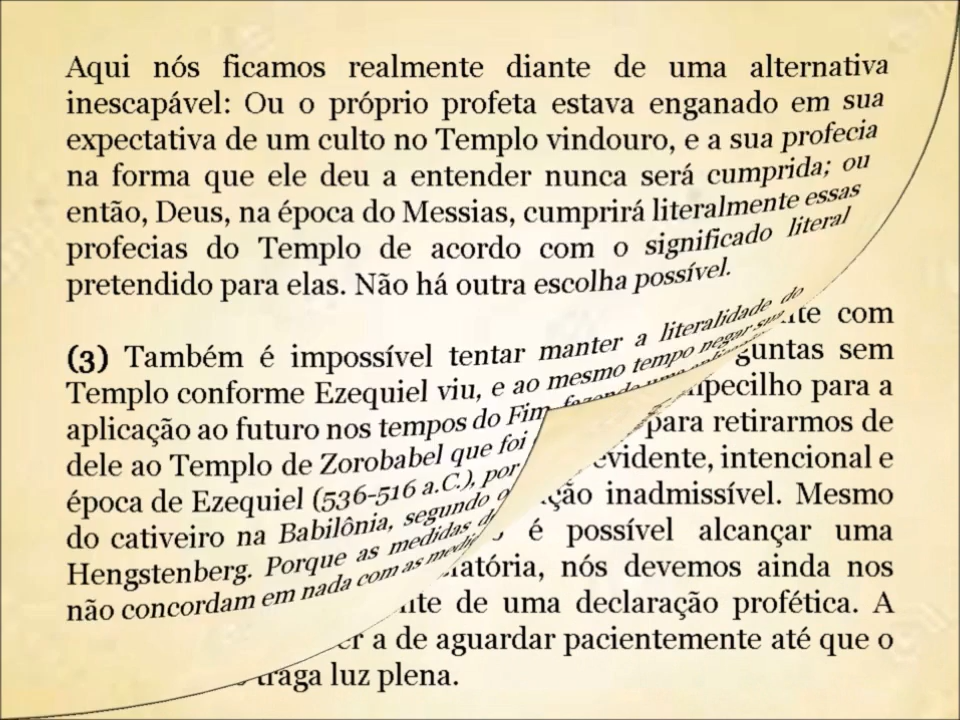 Aqui nós ficamos realmente diante de uma alternativa
inescapável: Ou o próprio profeta estava enganado em sua
expectativa de um culto no Templo vindouro, e a sua profecia
na forma que ele deu a entender nunca será cumprida; ou
então, Deus, na época do Messias, cumprirá literalmente essas
profecias do Templo de acordo com o significado literal
pretendido para elas. Não há outra escolha possível.
(3) Também é impossível tentar manter a literalidade do
Templo conforme Ezequiel viu, e ao mesmo tempo negar sua
aplicação ao futuro nos tempos do Fim, fazendo uma
dele ao Templo de Zorobabel que foi
época de Ezequiel (536-516 a.C.), por
do cativeiro na Babilônia, segundo o
Hengstenberg. Porque as medidas
não concordam em nada com as
com
sem
para a
para retirarmos de
evidente, intencional e
inadmissível. Mesmo
é possível alcançar uma
nós devemos ainda nos
de uma declaração profética. A
a de aguardar pacientemente até que o
traga luz plena.